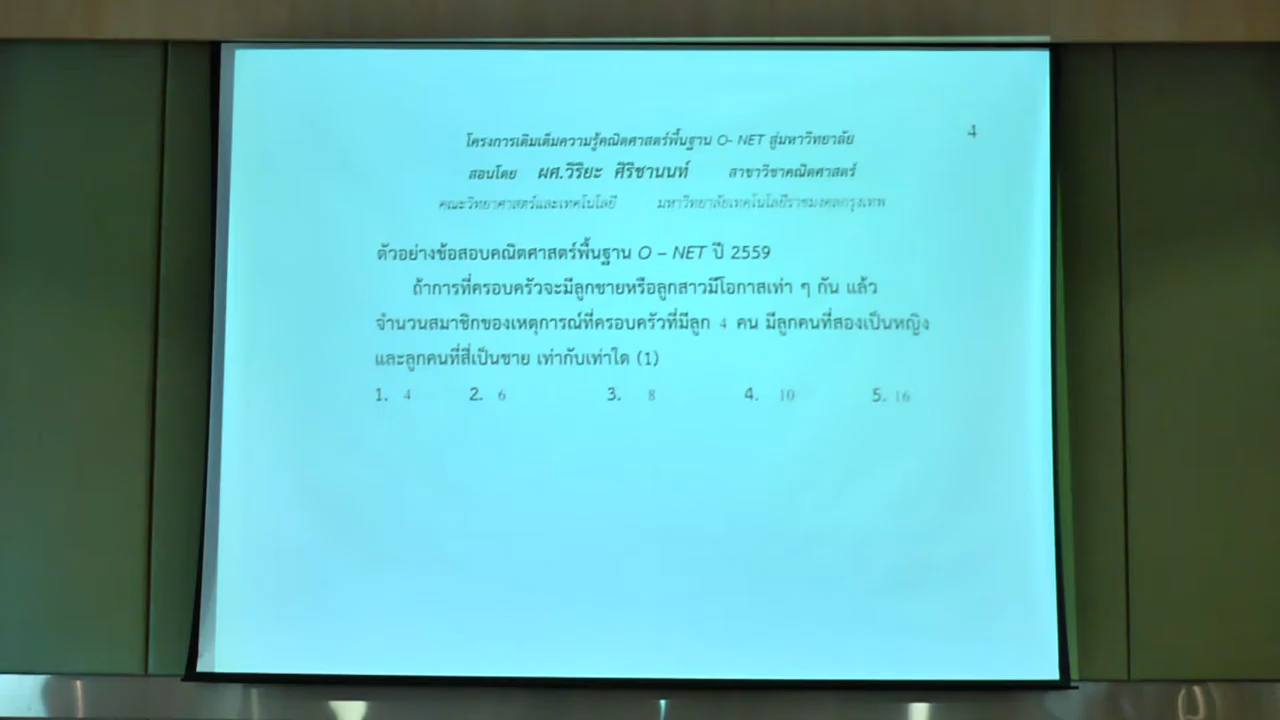 4
โครงการเติมเต็มความรู้คณิตศาสตร์พื้นฐาน O- NET สู่มหาวิทยาลัย
สอนโดย ผศ.วิริยะ ศิริชานนท์ สาขาวิชาคณิตศาสตร์
คณะวิทยาศาสตร์และเทคโนโลยี มหาวิทยาลัยเทคโนโลยีราชมงคลกรุงเทพ
ตัวอย่างข้อสอบคณิตศาสตร์พื้นฐาน O – NET ปี 2559
ถ้าการที่ครอบครัวจะมีลูกชายหรือลูกสาวมีโอกาสเท่า ๆ กัน แล้ว
จำนวนสมาชิกของเหตุการณ์ที่ครอบครัวที่มีลูก 4 คน มีลูกคนที่สองเป็นหญิง
และลูกคนที่สี่เป็นชาย เท่ากับเท่าใด (1)
1. 4 2. 6 3. 8 4. 10 5. 16